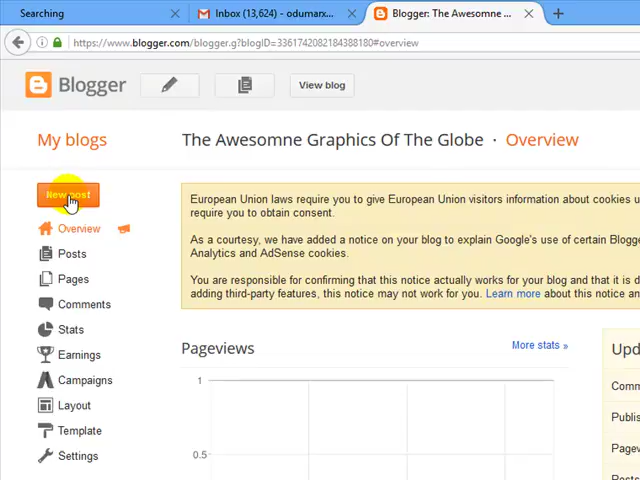 Searching
Inbox (13,624) - odumarx...
Blogger: The Awesomne ...
https://www.blogger.com/blogger.g?blogID=3361742082184388180#overview
Blogger
View blog
My blogs
The Awesomne Graphics Of The Globe · Overview
New post
European Union laws require you to give European Union visitors information about cookies u
require you to obtain consent.
Overview
As a courtesy, we have added a notice on your blog to explain Google's use of certain Blogg
Analytics and AdSense cookies.
Posts
Pages
You are responsible for confirming that this notice actually works for your blog and that it is d
adding third-party features, this notice may not work for you. Learn more about this notice an
Comments
Stats
Pageviews
More stats »
Upd
Earnings
Campaigns
1
Comm
Layout
Publis
Template
Pagev
Settings
0.5